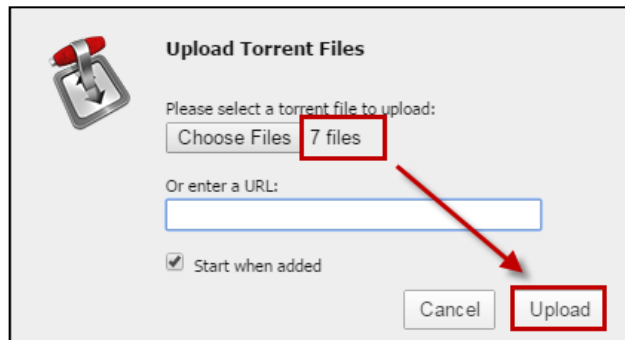 Upload Torrent Files
Please select a torrent file to upload:
Choose Files 7 files
Or enter a URL:
Start when added
Cancel Upload